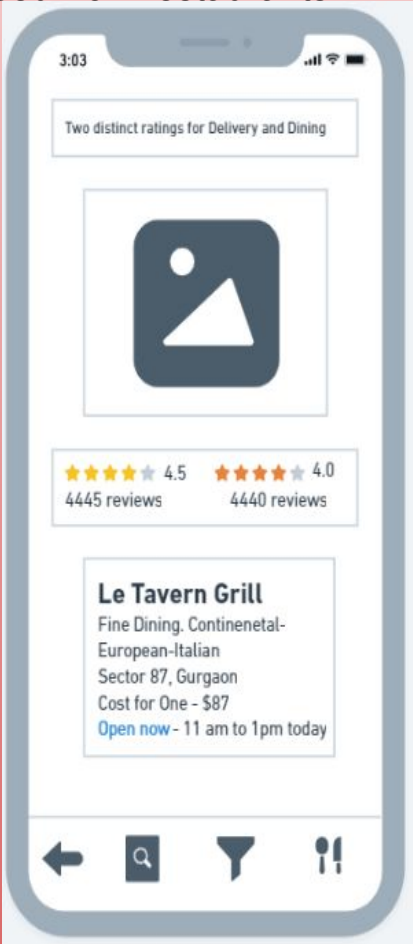 3:03
Two distinct ratings for Delivery and Dining
4.5 4.0
4445 reviews 4440 reviews
Le Tavern Grill
Fine Dining. Continenetal-
European-Italian
Sector 87, Gurgaon
Cost for One - $87
Open now - 11 am to 1pm today